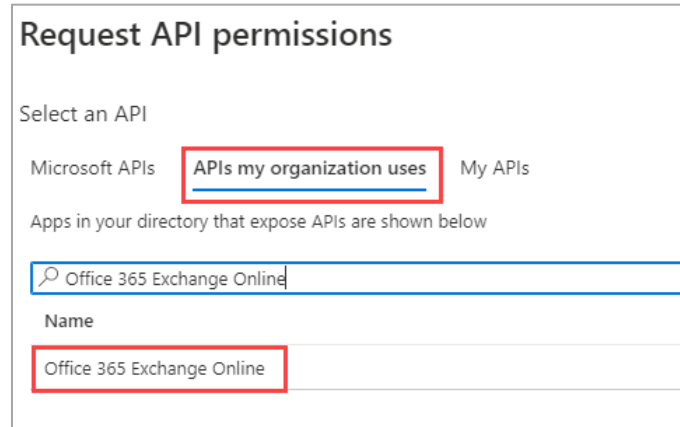 Request API permissions
Select an API
Microsoft APIs APIs my organization uses My APIs
Apps in your directory that expose APIs are shown below
Office 365 Exchange Online
Name
Office 365 Exchange Online